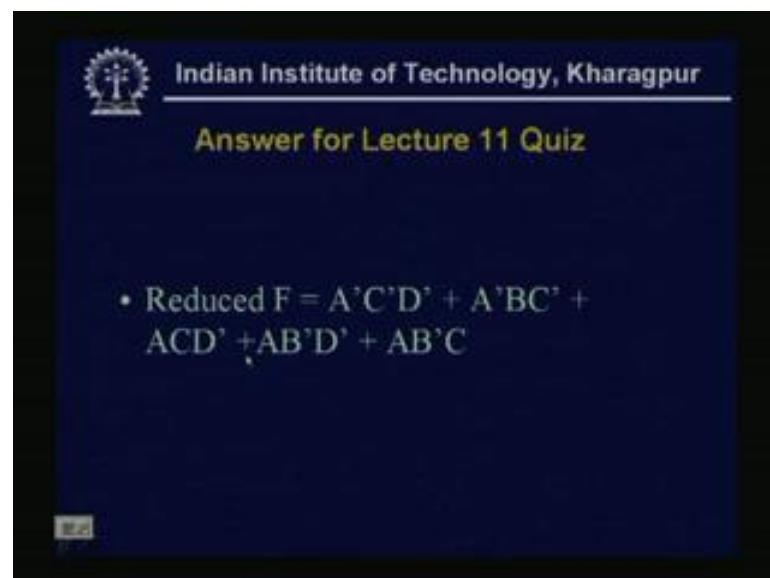 Indian Institute of Technology, Kharagpur
Answer for Lecture 11 Quiz
• Reduced F = A’C’D’ + A’BC’ +
ACD’ +AB’D’ + AB’C